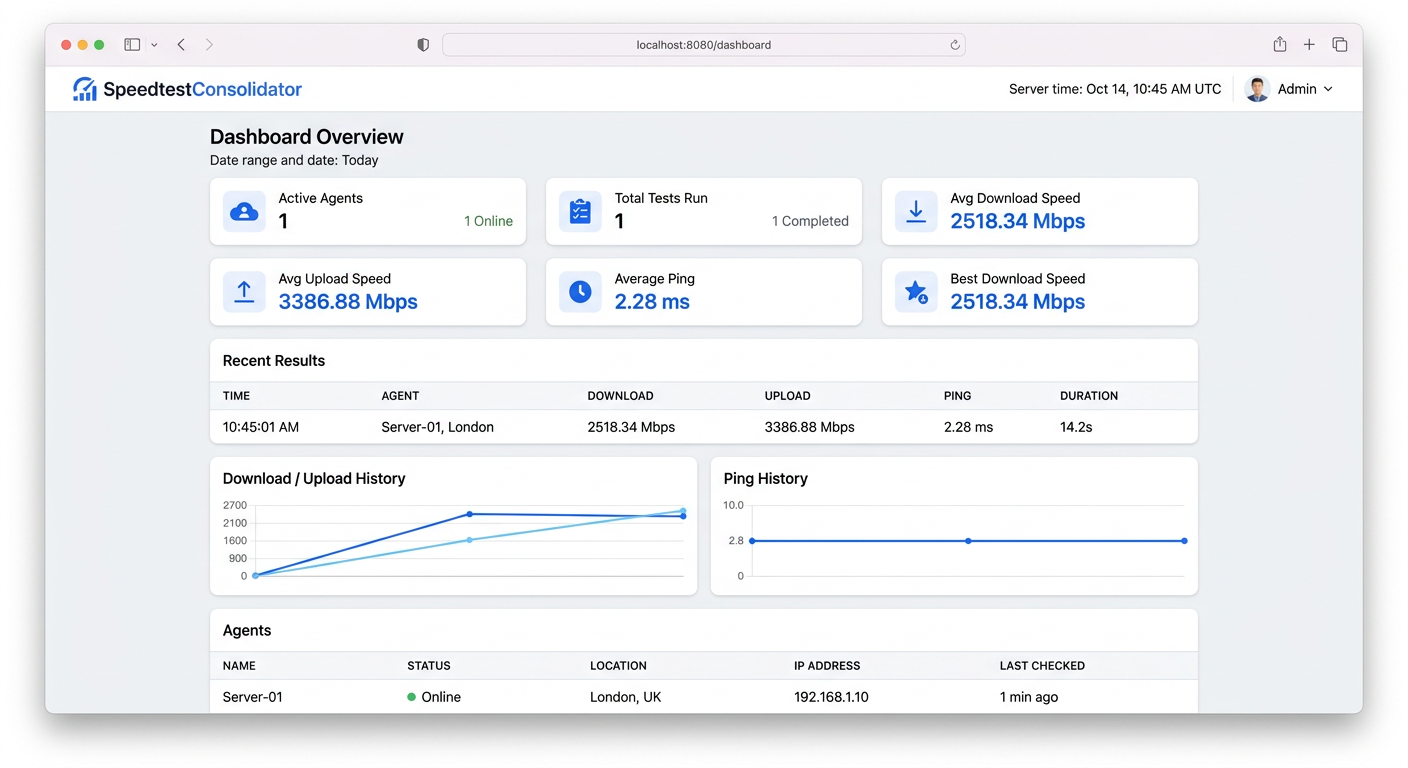 localhost:8080/dashboard
SpeedtestConsolidator
Server time: Oct 14, 10:45 AM UTC
Admin
Dashboard Overview
Date range and date: Today
Active Agents
1
1 Online
Total Tests Run
1
1 Completed
Avg Download Speed
2518.34 Mbps
Avg Upload Speed
3386.88 Mbps
Average Ping
2.28 ms
Best Download Speed
2518.34 Mbps
Recent Results
TIME AGENT DOWNLOAD UPLOAD PING DURATION
10:45:01 AM Server-01, London 2518.34 Mbps 3386.88 Mbps 2.28 ms 14.2s
Download / Upload History
2700
2100
1600
900
0
Ping History
10.0
2.8
0
Agents
NAME STATUS LOCATION IP ADDRESS LAST CHECKED
Server-01 Online London, UK 192.168.1.10 1 min ago